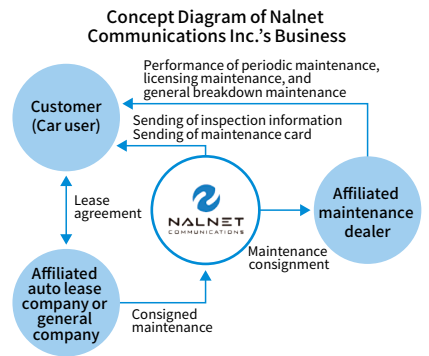 Concept Diagram of Nalnet
Communications Inc.'s Business
Performance of periodic maintenance,
licensing maintenance, and
general breakdown maintenance
Customer
(Car user)
Sending of inspection information
Sending of maintenance card
Lease
agreement
NALNET
COMMUNICATIONS
Affiliated
maintenance
dealer
Maintenance
consignment
Affiliated
auto lease
company or
general
company
Consigned
maintenance